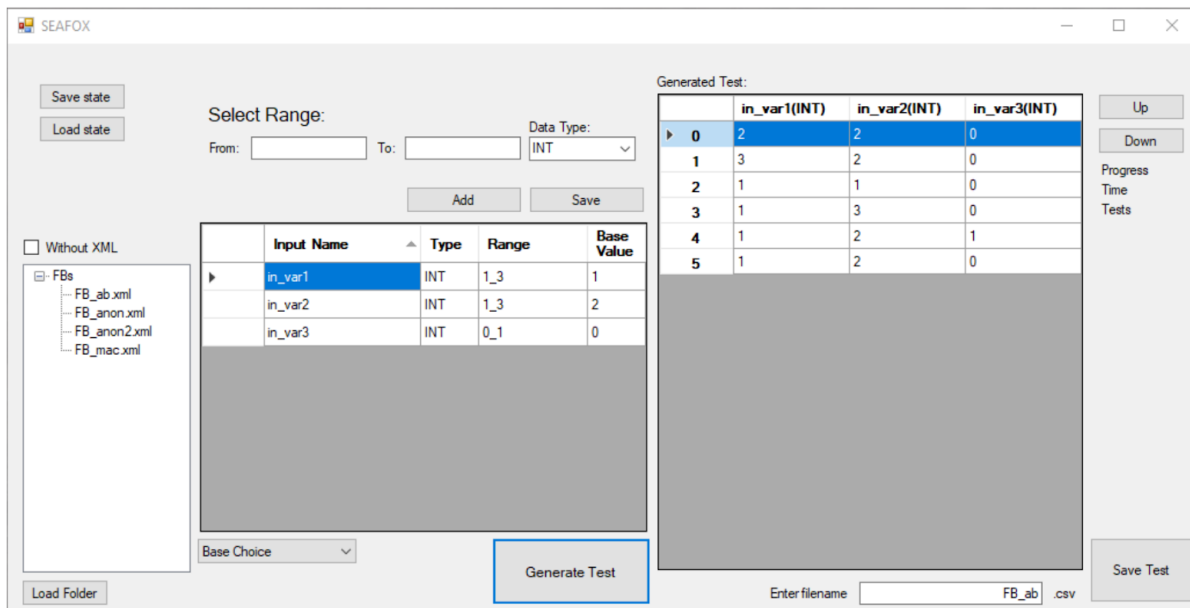 SEAFOX
Save state
Load state
Select Range:
From:
To:
Data Type:
INT
Add
Save
Without XML
FBs
FB_ab.xml
FB_anon.xml
FB_anon2.xml
FB_mac.xml
Load Folder
Input Name Type Range Base Value
in_var1 INT 1_3 1
in_var2 INT 1_3 2
in_var3 INT 0_1 0
Base Choice
Generate Test
Generated Test:
in_var1(INT) in_var2(INT) in_var3(INT)
0 2 2 0
1 3 2 0
2 1 1 0
3 1 3 0
4 1 2 1
5 1 2 0
Up
Down
Progress
Time
Tests
Enter filename FB_ab .csv
Save Test